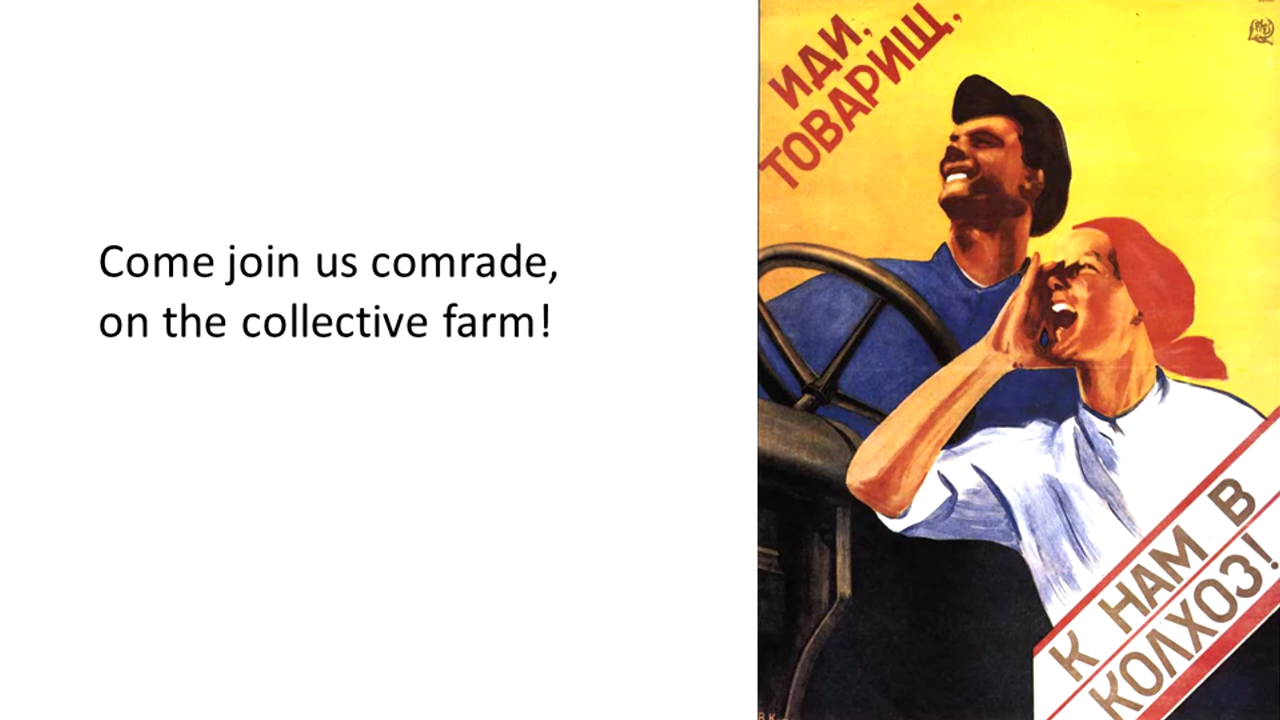 Come join us comrade,
on the collective farm!
ИДИ,
ТОВАРИЩ,
К НАМ В
КОЛХОЗ!